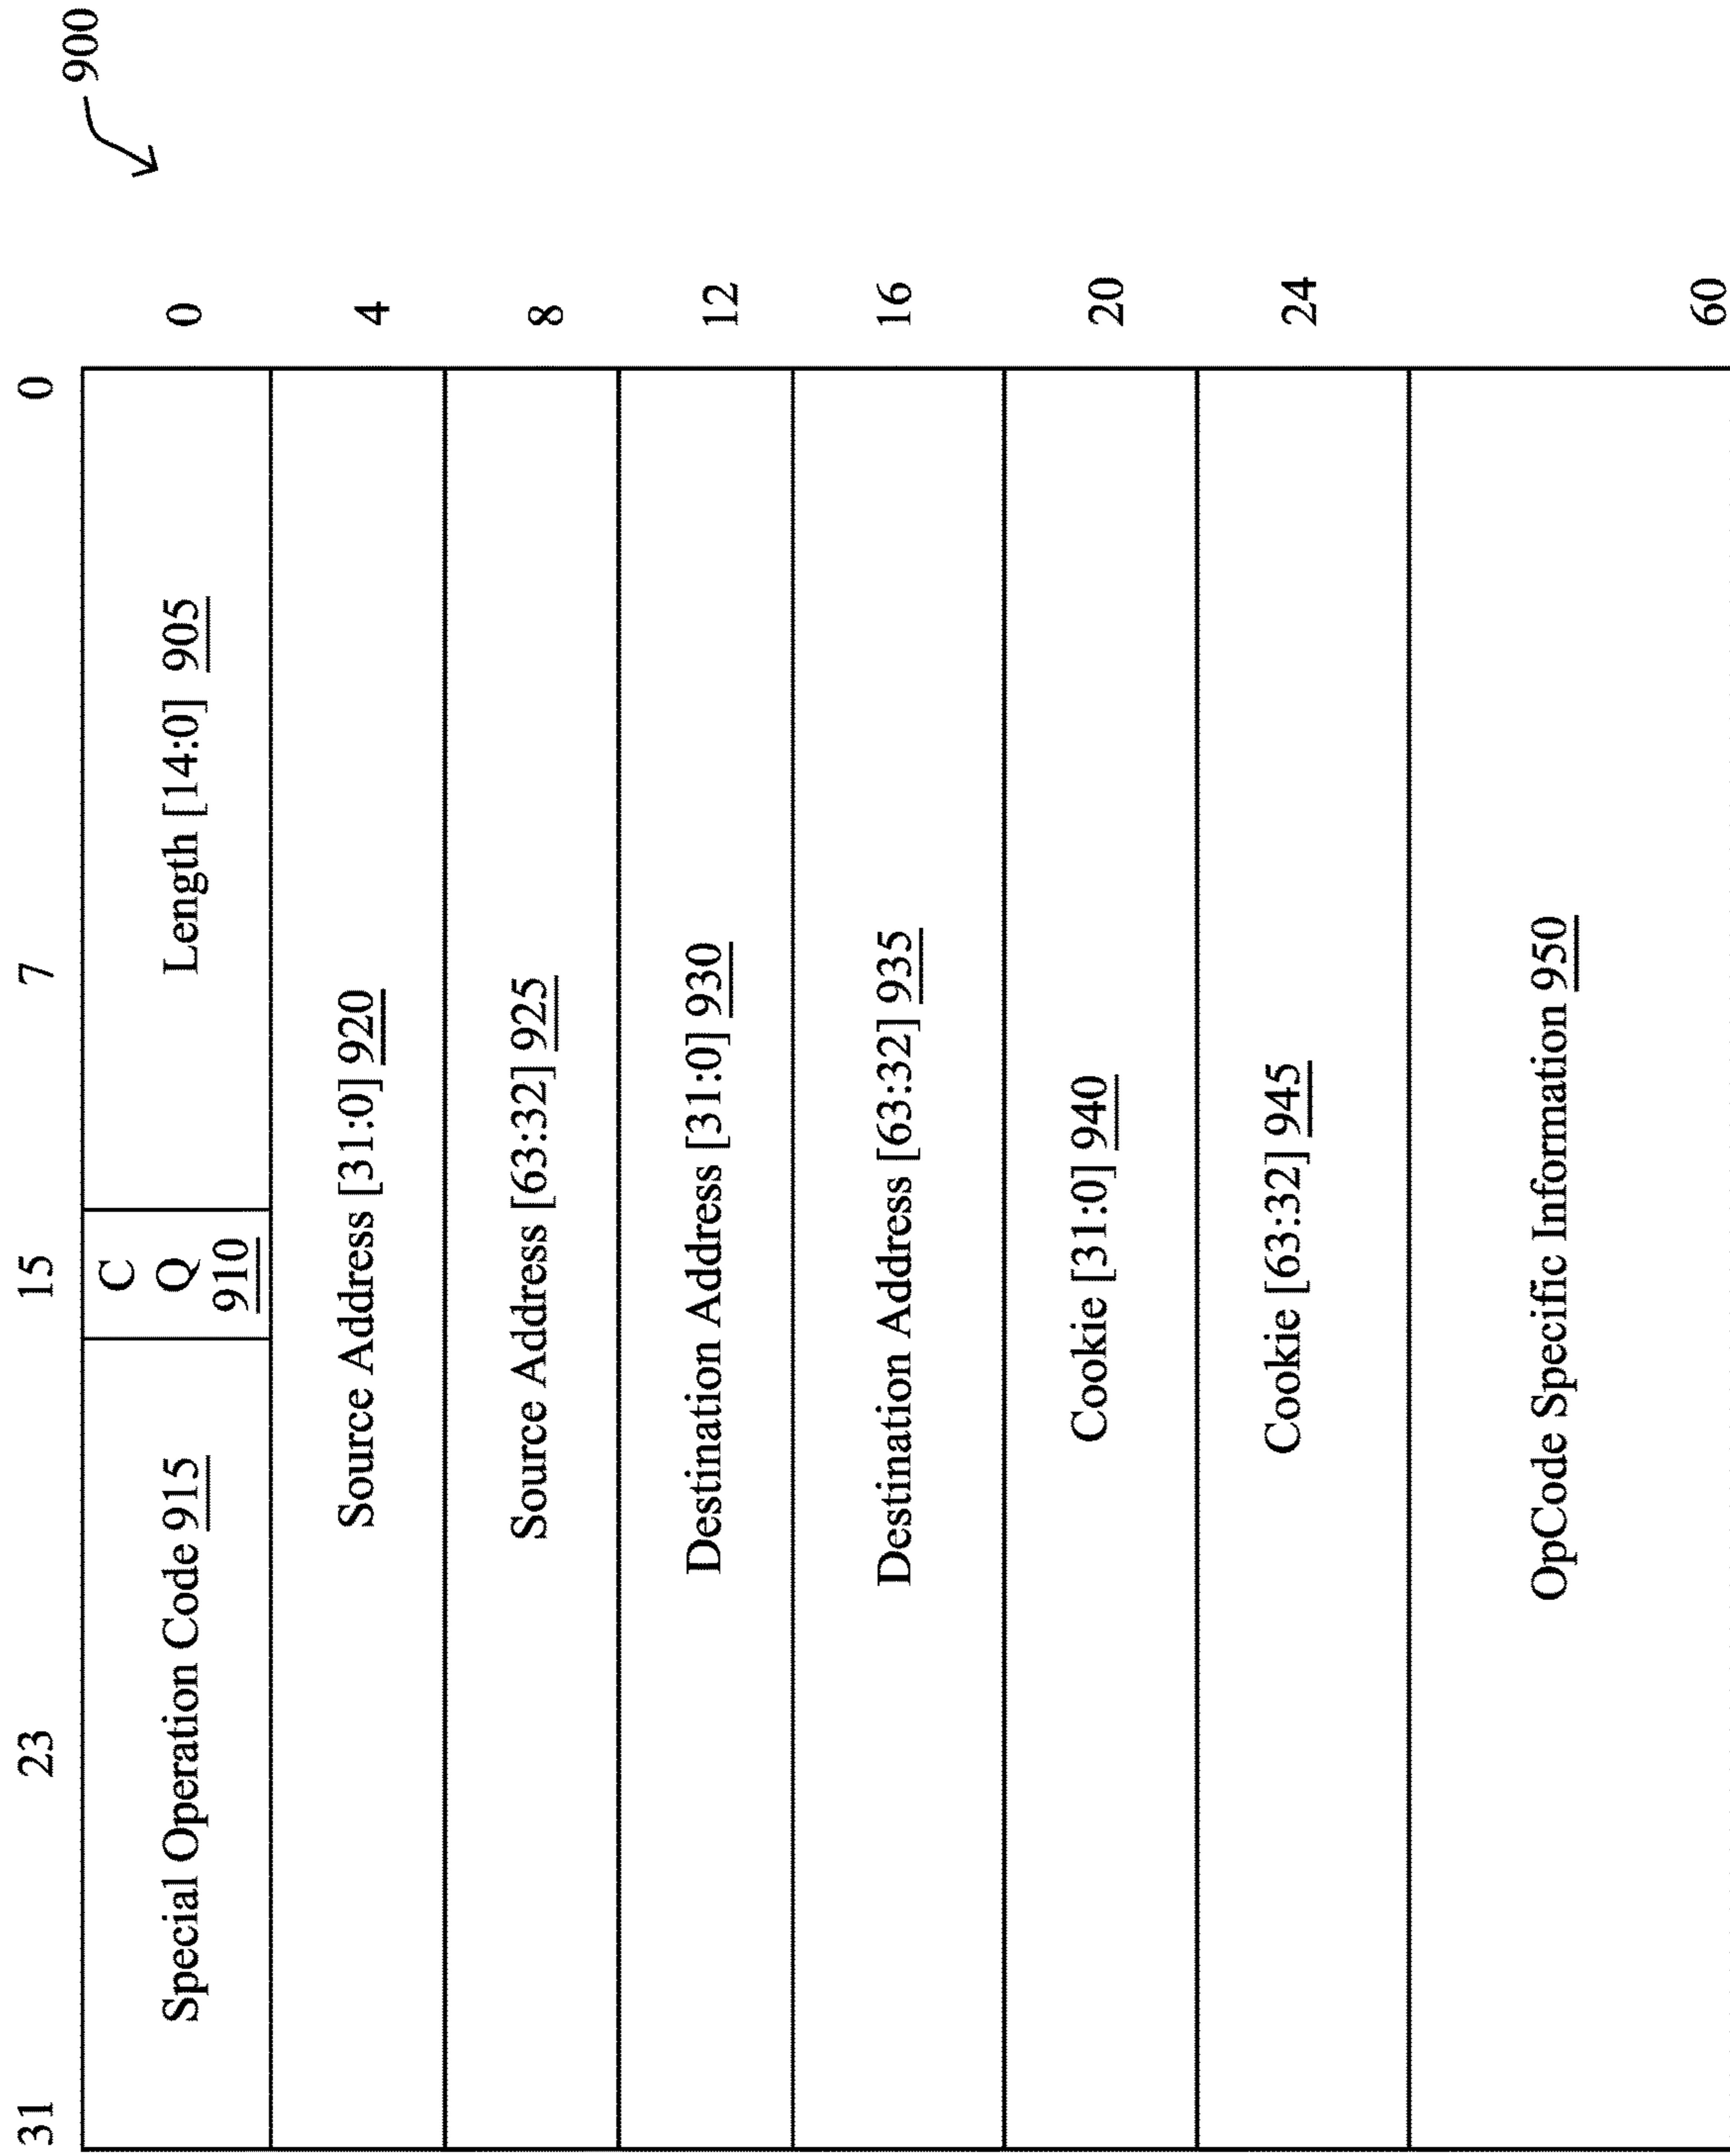 900
31 23 15 7 0
Special Operation Code 915
C
Q
910
Length [14:0] 905
0
Source Address [31:0] 920
4
Source Address [63:32] 925
8
Destination Address [31:0] 930
12
Destination Address [63:32] 935
16
Cookie [31:0] 940
20
Cookie [63:32] 945
24
OpCode Specific Information 950
60